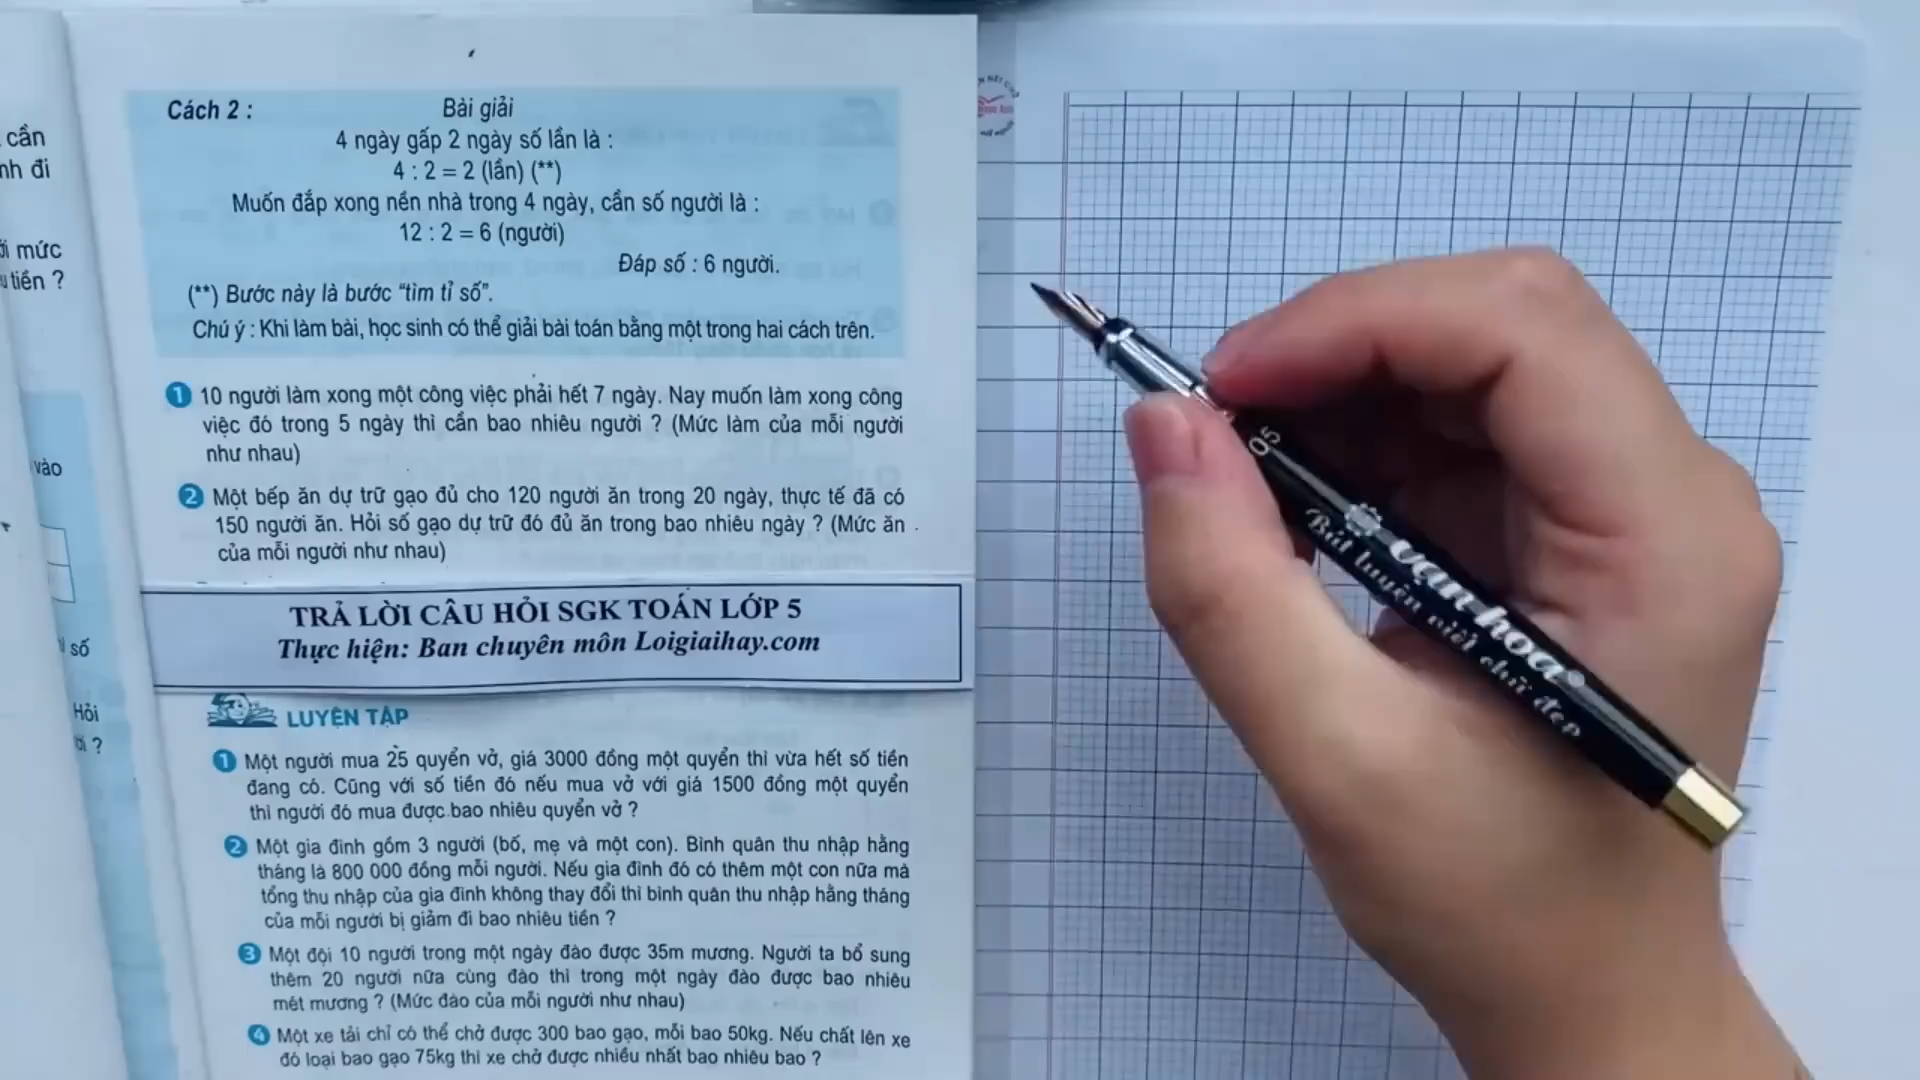 cần
nh đi
ới mức
tiền ?
vào
số
Hỏi
?
Cách 2 :
Bài giải
4 ngày gấp 2 ngày số lần là :
4 : 2 = 2 (lần) (**)
Muốn đắp xong nền nhà trong 4 ngày, cần số người là :
12 : 2 = 6 (người)
Đáp số : 6 người.
(**) Bước này là bước “tìm tỉ số”.
Chú ý : Khi làm bài, học sinh có thể giải bài toán bằng một trong hai cách trên.
1 10 người làm xong một công việc phải hết 7 ngày. Nay muốn làm xong công
việc đó trong 5 ngày thì cần bao nhiêu người ? (Mức làm của mỗi người
như nhau)
2 Một bếp ăn dự trữ gạo đủ cho 120 người ăn trong 20 ngày, thực tế đã có
150 người ăn. Hỏi số gạo dự trữ đó đủ ăn trong bao nhiêu ngày ? (Mức ăn
của mỗi người như nhau)
TRẢ LỜI CÂU HỎI SGK TOÁN LỚP 5
Thực hiện: Ban chuyên môn Loigiaihay.com
LUYỆN TẬP
1 Một người mua 25 quyển vở, giá 3000 đồng một quyển thì vừa hết số tiền
đang có. Cũng với số tiền đó nếu mua vở với giá 1500 đồng một quyển
thì người đó mua được bao nhiêu quyển vở ?
2 Một gia đình gồm 3 người (bố, mẹ và một con). Bình quân thu nhập hằng
tháng là 800 000 đồng mỗi người. Nếu gia đình đó có thêm một con nữa mà
tổng thu nhập của gia đình không thay đổi thì bình quân thu nhập hằng tháng
của mỗi người bị giảm đi bao nhiêu tiền ?
3 Một đội 10 người trong một ngày đào được 35m mương. Người ta bổ sung
thêm 20 người nữa cùng đào thì trong một ngày đào được bao nhiêu
mét mương ? (Mức đào của mỗi người như nhau)
4 Một xe tải chỉ có thể chở được 300 bao gạo, mỗi bao 50kg. Nếu chất lên xe
đó loại bao gạo 75kg thì xe chở được nhiều nhất bao nhiêu bao ?
05
vạn hoa
Bút luyện viết chữ đẹp